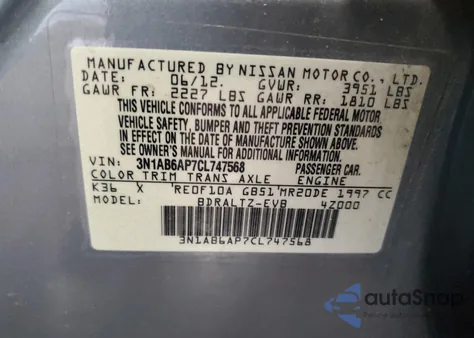 MANUFACTURED BY NISSAN MOTOR CO., LTD.
DATE: 06/12 GVWR: 3951 LBS
GAWR FR: 2227 LBS GAWR RR: 1810 LBS
THIS VEHICLE CONFORMS TO ALL APPLICABLE FEDERAL MOTOR
VEHICLE SAFETY, BUMPER AND THEFT PREVENTION STANDARDS
IN EFFECT ON THE DATE OF MANUFACTURE SHOWN ABOVE.
SEE OWNER'S MANUAL FOR ADDITIONAL INFORMATION
VIN: 3N1AB6AP7CL747568 PASSENGER CAR.
COLOR TRIM TRANS AXLE ENGINE
K36 X RE0F10A GB51 MR20DE 1997 CC
MODEL: BDRALTZ-EVB 4Z000
3N1AB6AP7CL747568
autaSnap